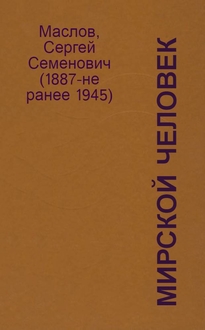 Маслов,
Сергей
Семенович
(1887-не
ранее 1945)
МИРСКОЙ ЧЕЛОВЕК